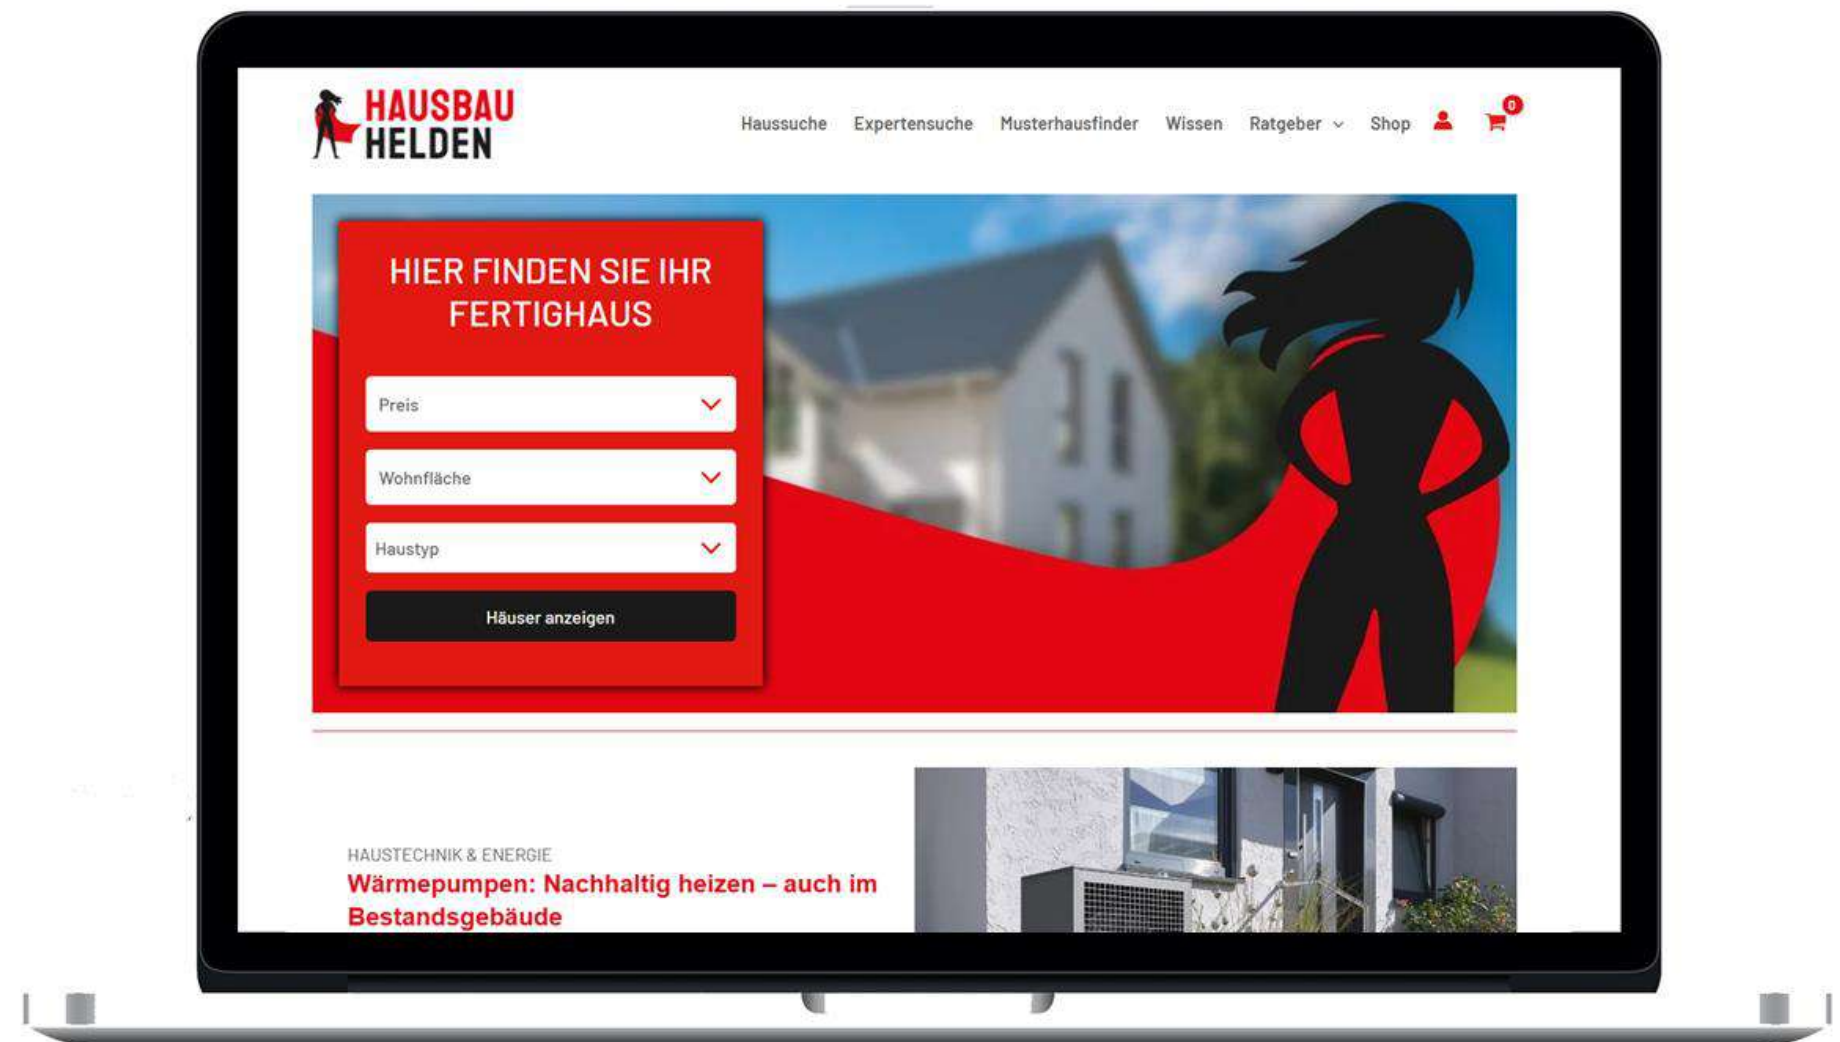 HAUSBAU
HELDEN
Haussuche Expertensuche Musterhausfinder Wissen Ratgeber Shop 0
HIER FINDEN SIE IHR
FERTIGHAUS
Preis
Wohnfläche
Haustyp
Häuser anzeigen
HAUSTECHNIK & ENERGIE
Wärmepumpen: Nachhaltig heizen – auch im
Bestandsgebäude